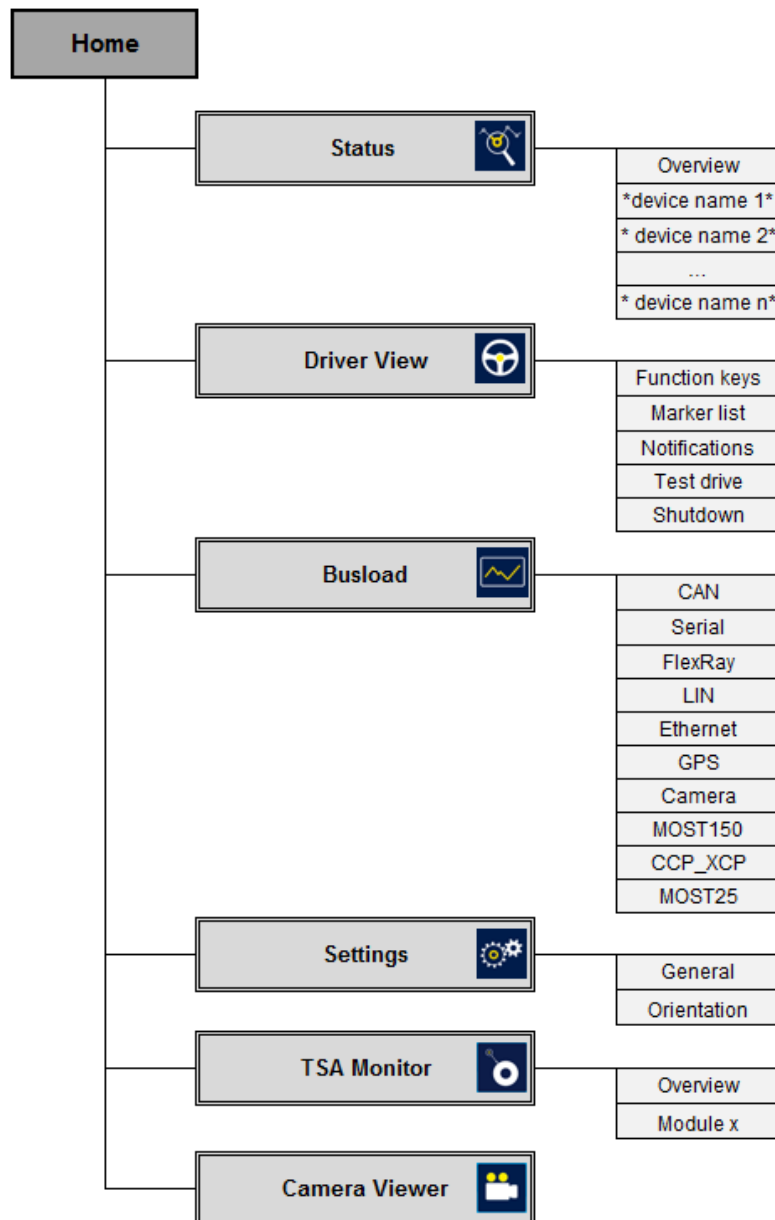 Home
Status
Overview
*device name 1*
* device name 2*
...
* device name n*
Driver View
Function keys
Marker list
Notifications
Test drive
Shutdown
Busload
CAN
Serial
FlexRay
LIN
Ethernet
GPS
Camera
MOST150
CCP_XCP
MOST25
Settings
General
Orientation
TSA Monitor
Overview
Module x
Camera Viewer